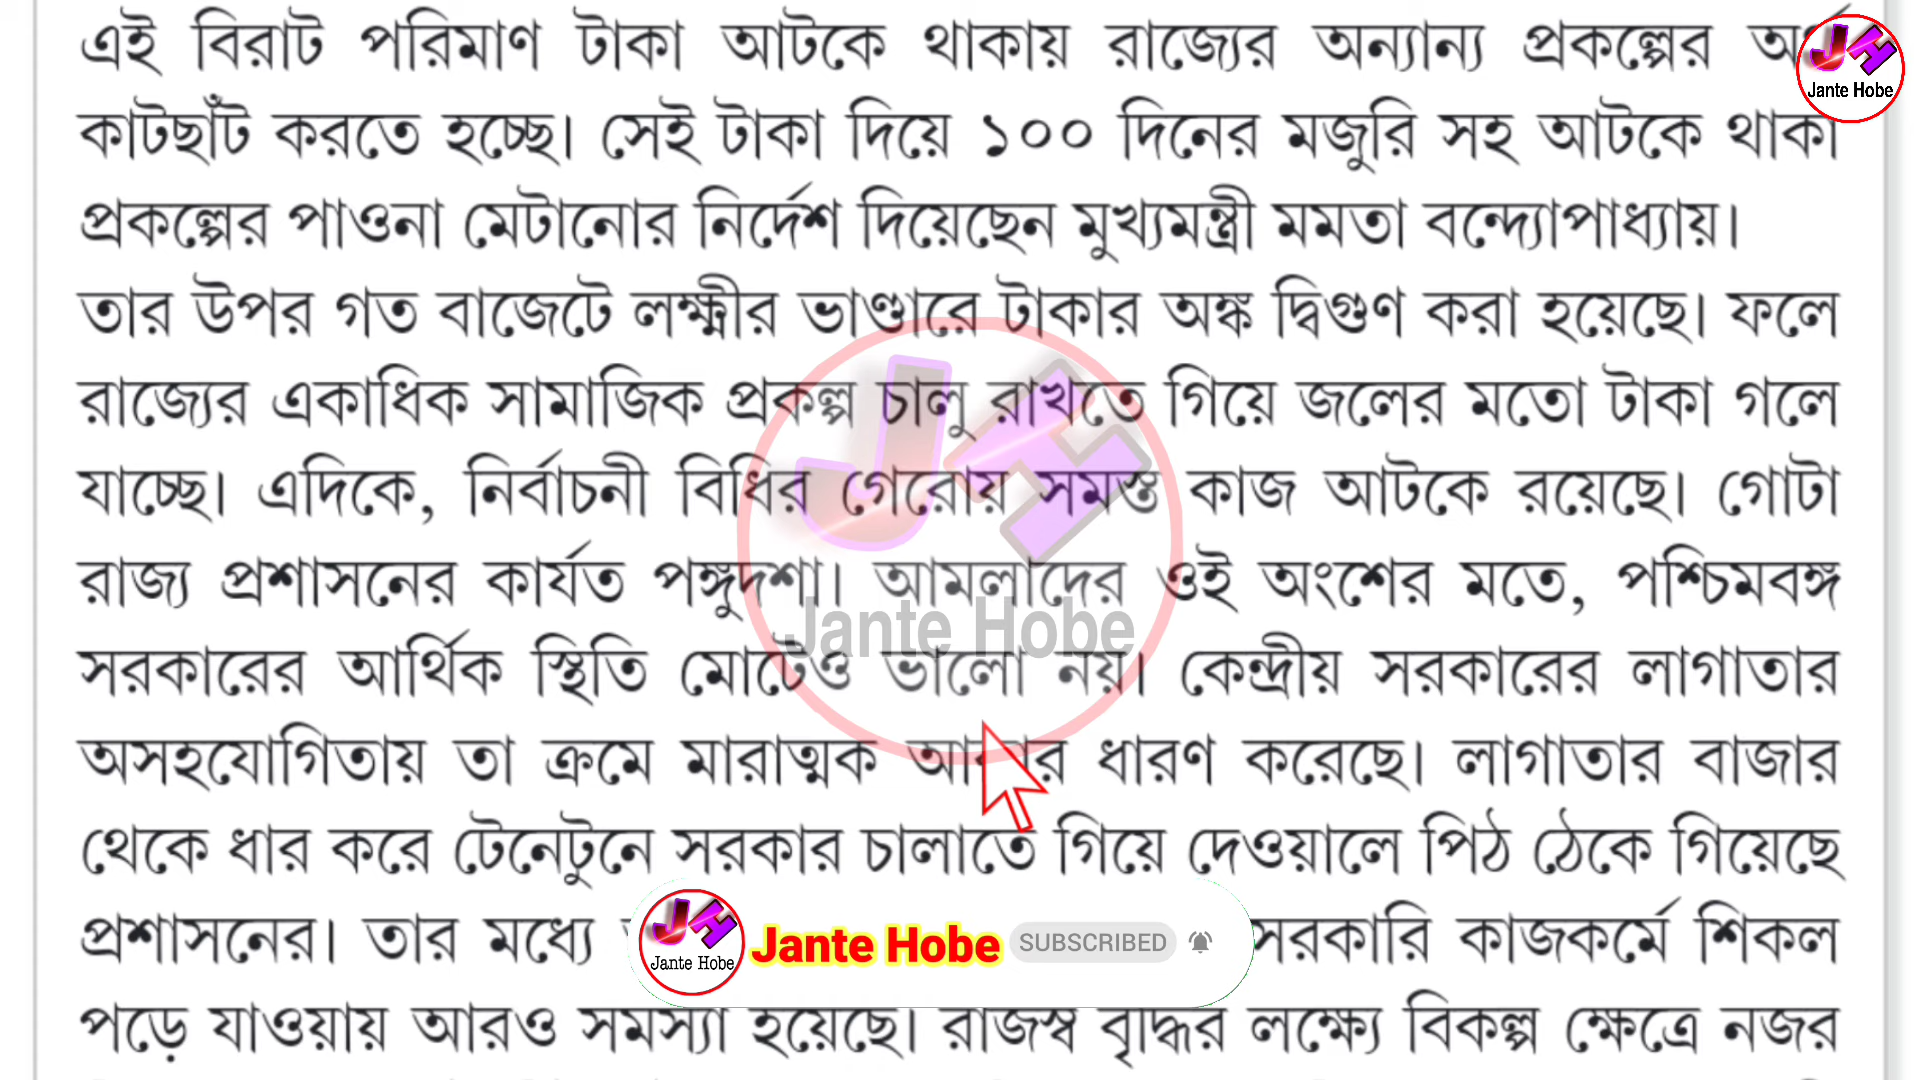 এই বিরাট পরিমাণ টাকা আটকে থাকায় রাজ্যের অন্যান্য প্রকল্পের
Jante Hobe
কাটছাঁট করতে হচ্ছে। সেই টাকা দিয়ে ১০০ দিনের মজুরি সহ আটকে থাকা
প্রকল্পের পাওনা মেটানোর নির্দেশ দিয়েছেন মুখ্যমন্ত্রী মমতা বন্দ্যোপাধ্যায়।
তার উপর গত বাজেটে লক্ষ্মীর ভাণ্ডারে টাকার অঙ্ক দ্বিগুণ করা হয়েছে। ফলে
রাজ্যের একাধিক সামাজিক প্রকল্প চালু রাখতে গিয়ে জলের মতো টাকা গলে
যাচ্ছে। এদিকে, নির্বাচনী বিধির গেরোয় সমস্ত কাজ আটকে রয়েছে। গোটা
রাজ্য প্রশাসনের কার্যত পঙ্গুদশা। আমলাদের ওই অংশের মতে, পশ্চিমবঙ্গ
Jante Hobe
সরকারের আর্থিক স্থিতি মোটেও ভালো নয়। কেন্দ্রীয় সরকারের লাগাতার
অসহযোগিতায় তা ক্রমে মারাত্মক আকার ধারণ করেছে। লাগাতার বাজার
থেকে ধার করে টেনেটুনে সরকার চালাতে গিয়ে দেওয়ালে পিঠ ঠেকে গিয়েছে
প্রশাসনের। তার মধ্যে সরকারি কাজকর্মে শিকল
Jante Hobe Jante Hobe SUBSCRIBED
পড়ে যাওয়ায় আরও সমস্যা হয়েছে। রাজস্ব বৃদ্ধির লক্ষ্যে বিকল্প ক্ষেত্রে নজর